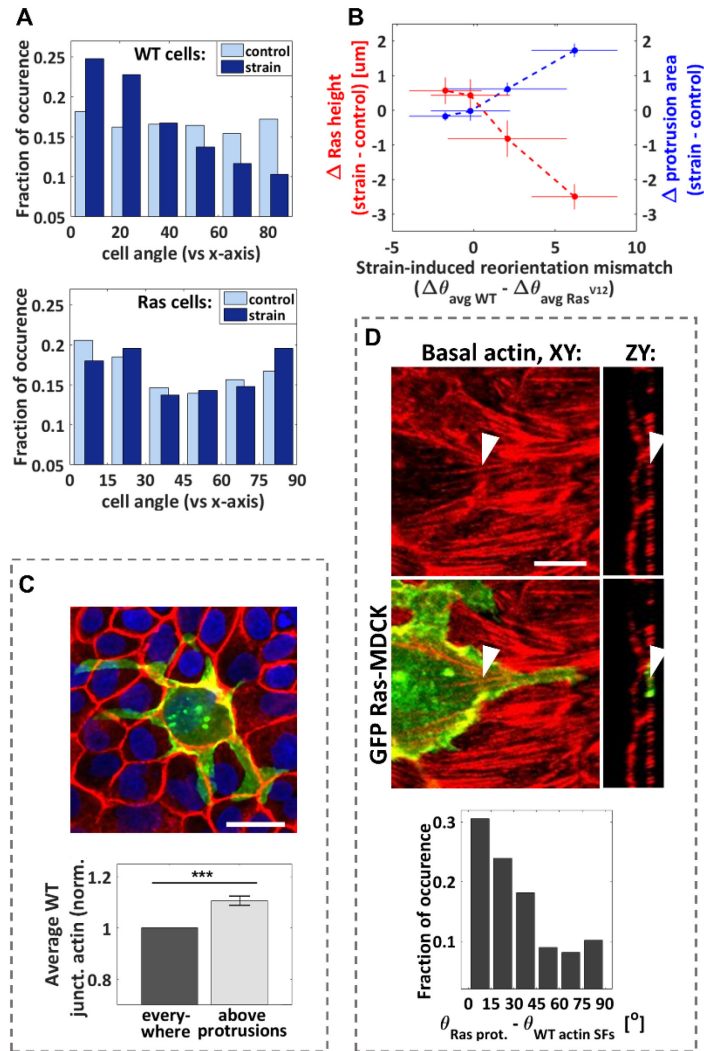 A
WT cells:
control
strain
Fraction of occurence
0.25
0.2
0.15
0.1
0.05
0 20 40 60 80
cell angle (vs x-axis)
Ras cells:
control
strain
Fraction of occurence
0.25
0.2
0.15
0.1
0.05
0 15 30 45 60 75 90
cell angle (vs x-axis)
B
Δ Ras height
(strain - control) [um]
2
1
0
-1
-2
-3
2
1
0
-1
-2
-3
Δ protrusion area
(strain - control)
-5 0 5 10
Strain-induced reorientation mismatch
(Δθavg WT - Δθavg RasV12)
C
Average WT
junct. actin (norm.
1.2
1
0.8
***
every-
where
above
protrusions
D
Basal actin, XY: ZY:
GFP Ras-MDCK
Fraction of occurence
0.3
0.2
0.1
0 15 30 45 60 75 90
θRas prot. - θWT actin SFs [o]